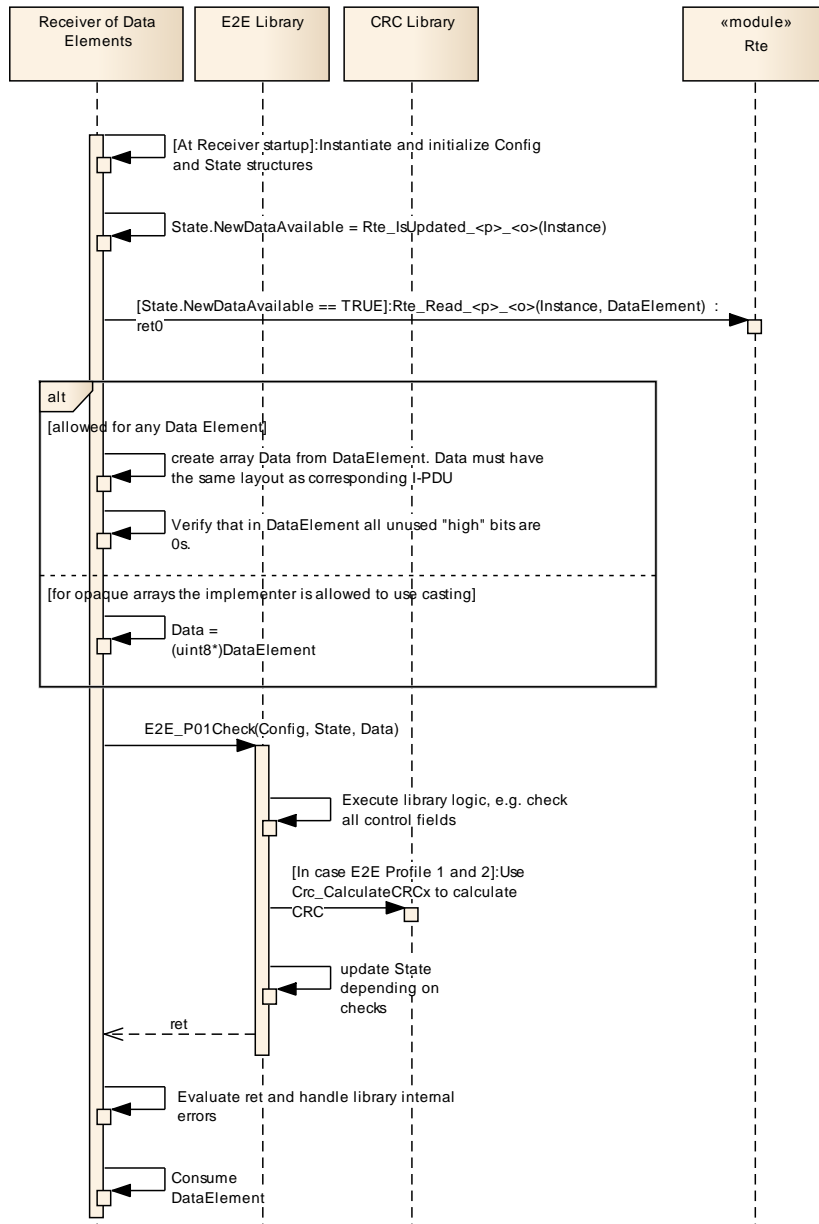 Receiver of Data
Elements
E2E Library
CRC Library
«module»
Rte
[At Receiver startup]:Instantiate and initialize Config
and State structures
State.NewDataAvailable = Rte_IsUpdated_<p>_<o>(Instance)
[State.NewDataAvailable == TRUE]:Rte_Read_<p>_<o>(Instance, DataElement) :
ret0
alt
[allowed for any Data Element]
create array Data from DataElement. Data must have
the same layout as corresponding I-PDU
Verify that in DataElement all unused "high" bits are
0s.
[for opaque arrays the implementer is allowed to use casting]
Data =
(uint8*)DataElement
E2E_P01Check(Config, State, Data)
Execute library logic, e.g. check
all control fields
[In case E2E Profile 1 and 2]:Use
Crc_CalculateCRCx to calculate
CRC
update State
depending on
checks
ret
Evaluate ret and handle library internal
errors
Consume
DataElement